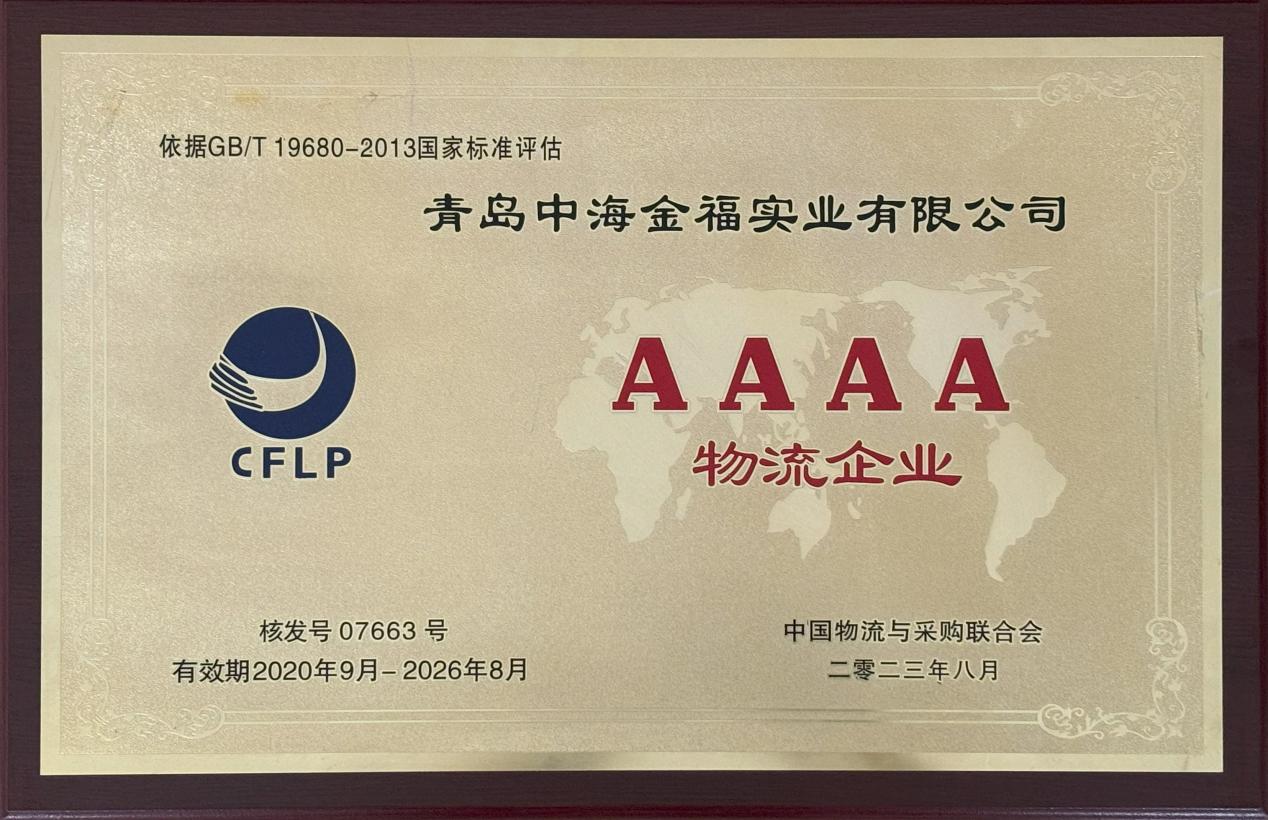 依据GB/T 19680-2013国家标准评估
青岛中海金福实业有限公司
CFLP
AAAA
物流企业
核发号 07663 号
有效期2020年9月-2026年8月
中国物流与采购联合会
二零二三年八月